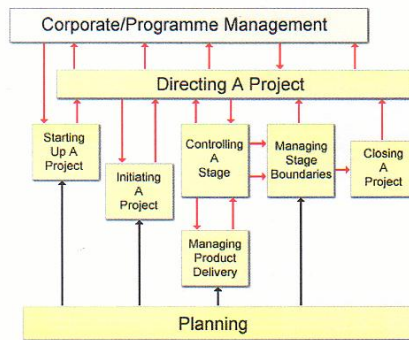 Corporate/Programme Management
Directing A Project
Starting
Up A
Project
Initiating
A
Project
Controlling
A
Stage
Managing
Stage
Boundaries
Closing
A
Project
Managing
Product
Delivery
Planning